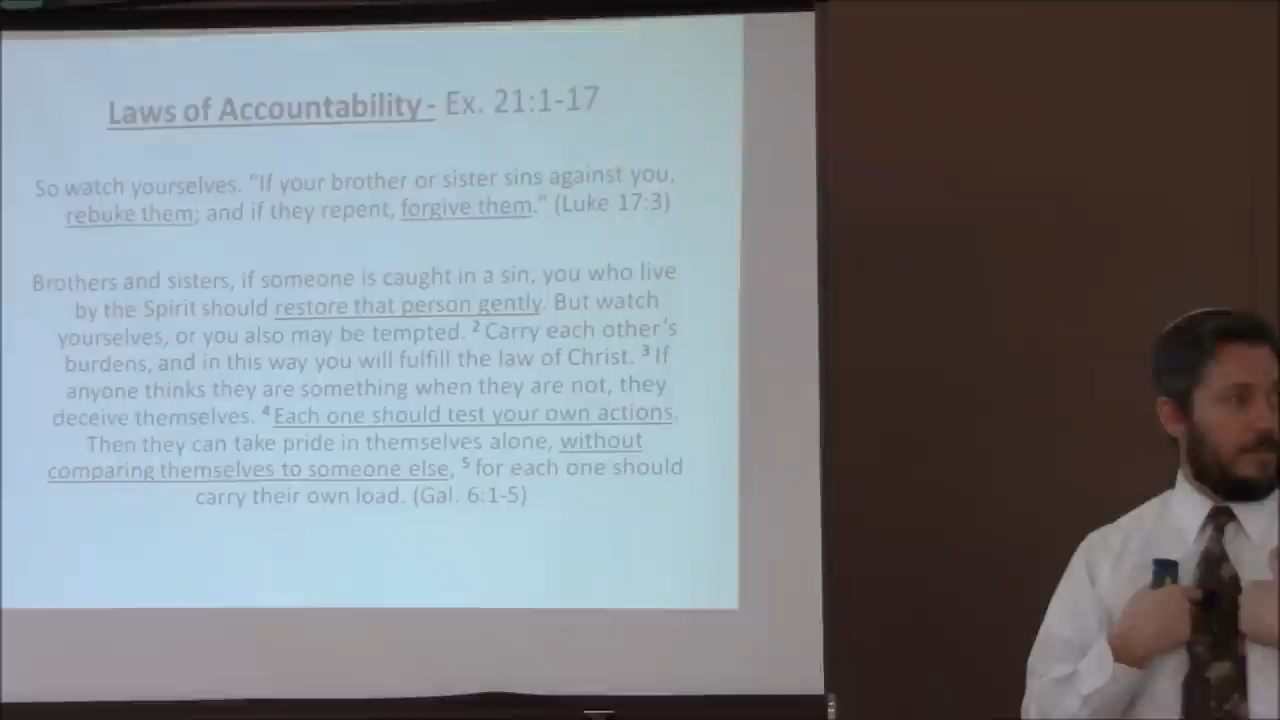 Laws of Accountability - Ex. 21:1-17
So watch yourselves. "If your brother or sister sins against you,
rebuke them; and if they repent, forgive them." (Luke 17:3)
Brothers and sisters, if someone is caught in a sin, you who live
by the Spirit should restore that person gently. But watch
yourselves, or you also may be tempted. ² Carry each other's
burdens, and in this way you will fulfill the law of Christ. ³ If
anyone thinks they are something when they are not, they
deceive themselves. ⁴ Each one should test your own actions.
Then they can take pride in themselves alone, without
comparing themselves to someone else, ⁵ for each one should
carry their own load. (Gal. 6:1-5)